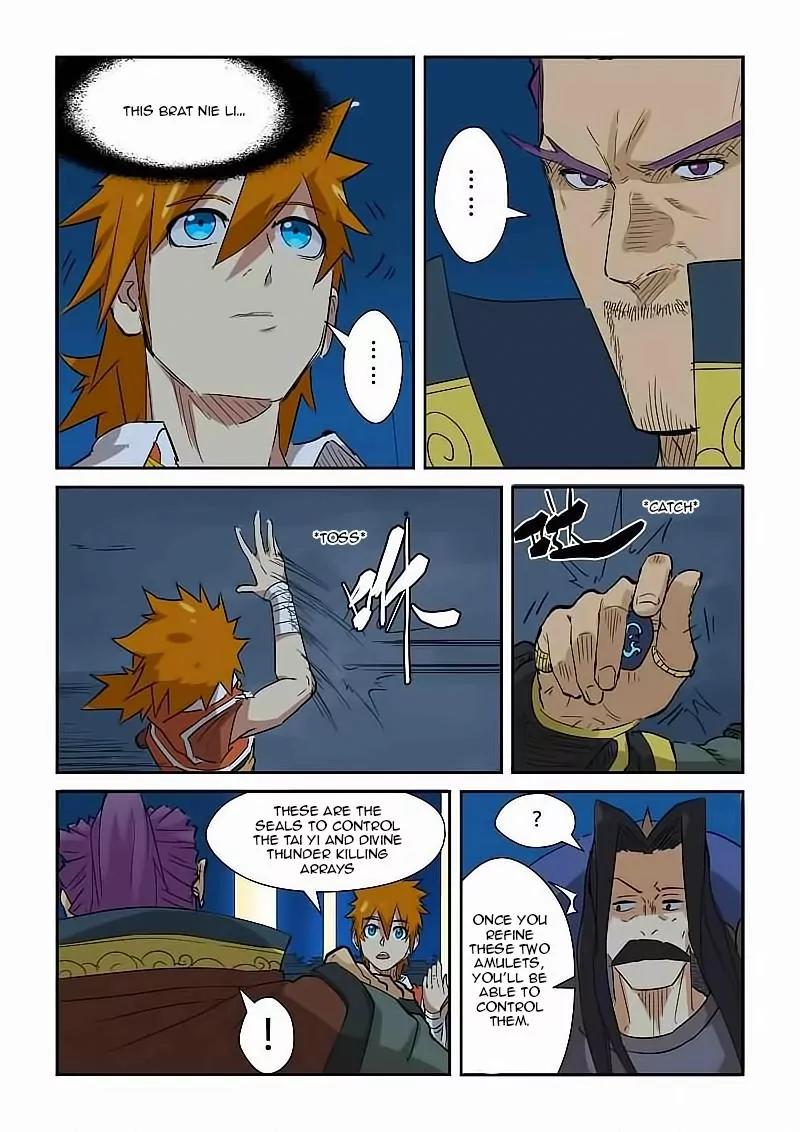 THIS BRAT NIE LI...
......
......
*TOSS*
*CATCH*
THESE ARE THE
SEALS TO CONTROL
THE TAI YI AND DIVINE
THUNDER KILLING
ARRAYS
!
?
ONCE YOU
REFINE
THESE TWO
AMULETS,
YOU'LL BE
ABLE TO
CONTROL
THEM.